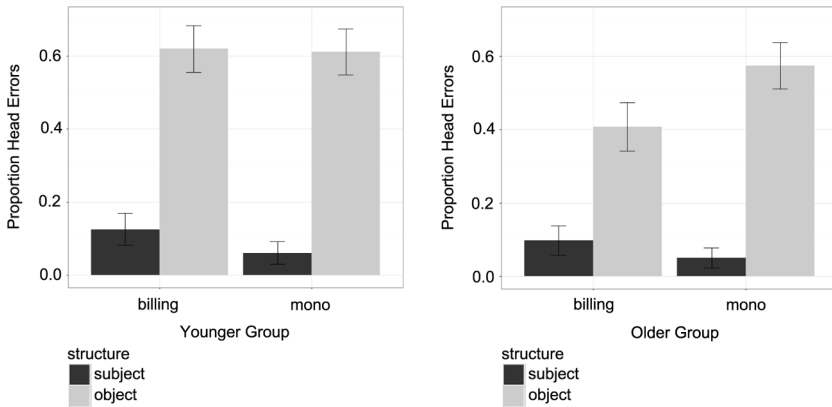 Proportion Head Errors
0.6
0.4
0.2
0.0
billing mono
Younger Group
structure
subject
object
Proportion Head Errors
0.6
0.4
0.2
0.0
billing mono
Older Group
structure
subject
object